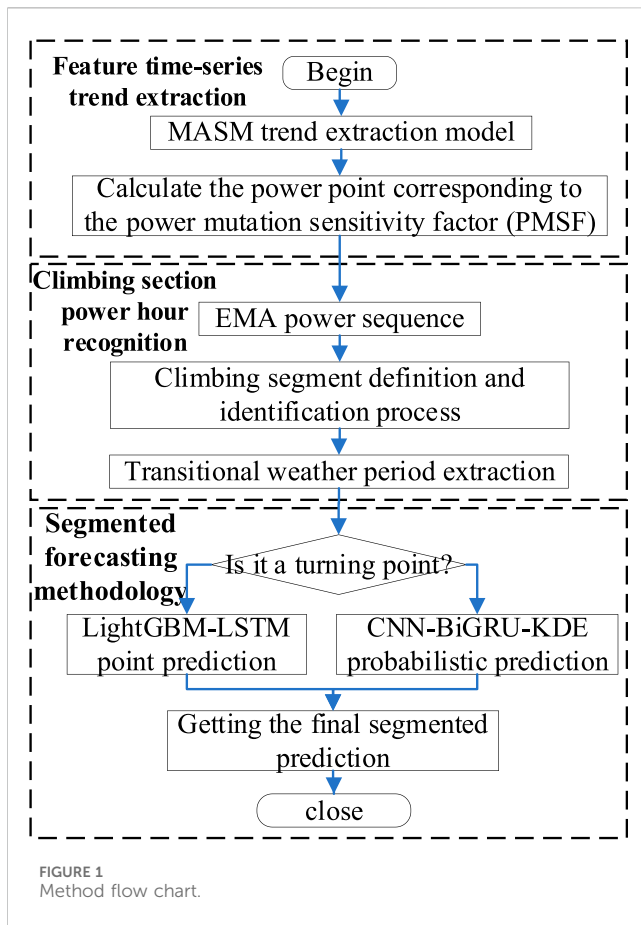 Feature time-series
trend extraction
Begin
MASM trend extraction model
Calculate the power point corresponding to
the power mutation sensitivity factor (PMSF)
Climbing section
power hour
recognition
EMA power sequence
Climbing segment definition and
identification process
Transitional weather period extraction
Segmented
forecasting
methodology
Is it a turning point?
LightGBM-LSTM
point prediction
CNN-BiGRU-KDE
probabilistic prediction
Getting the final segmented
prediction
close
FIGURE 1
Method flow chart.